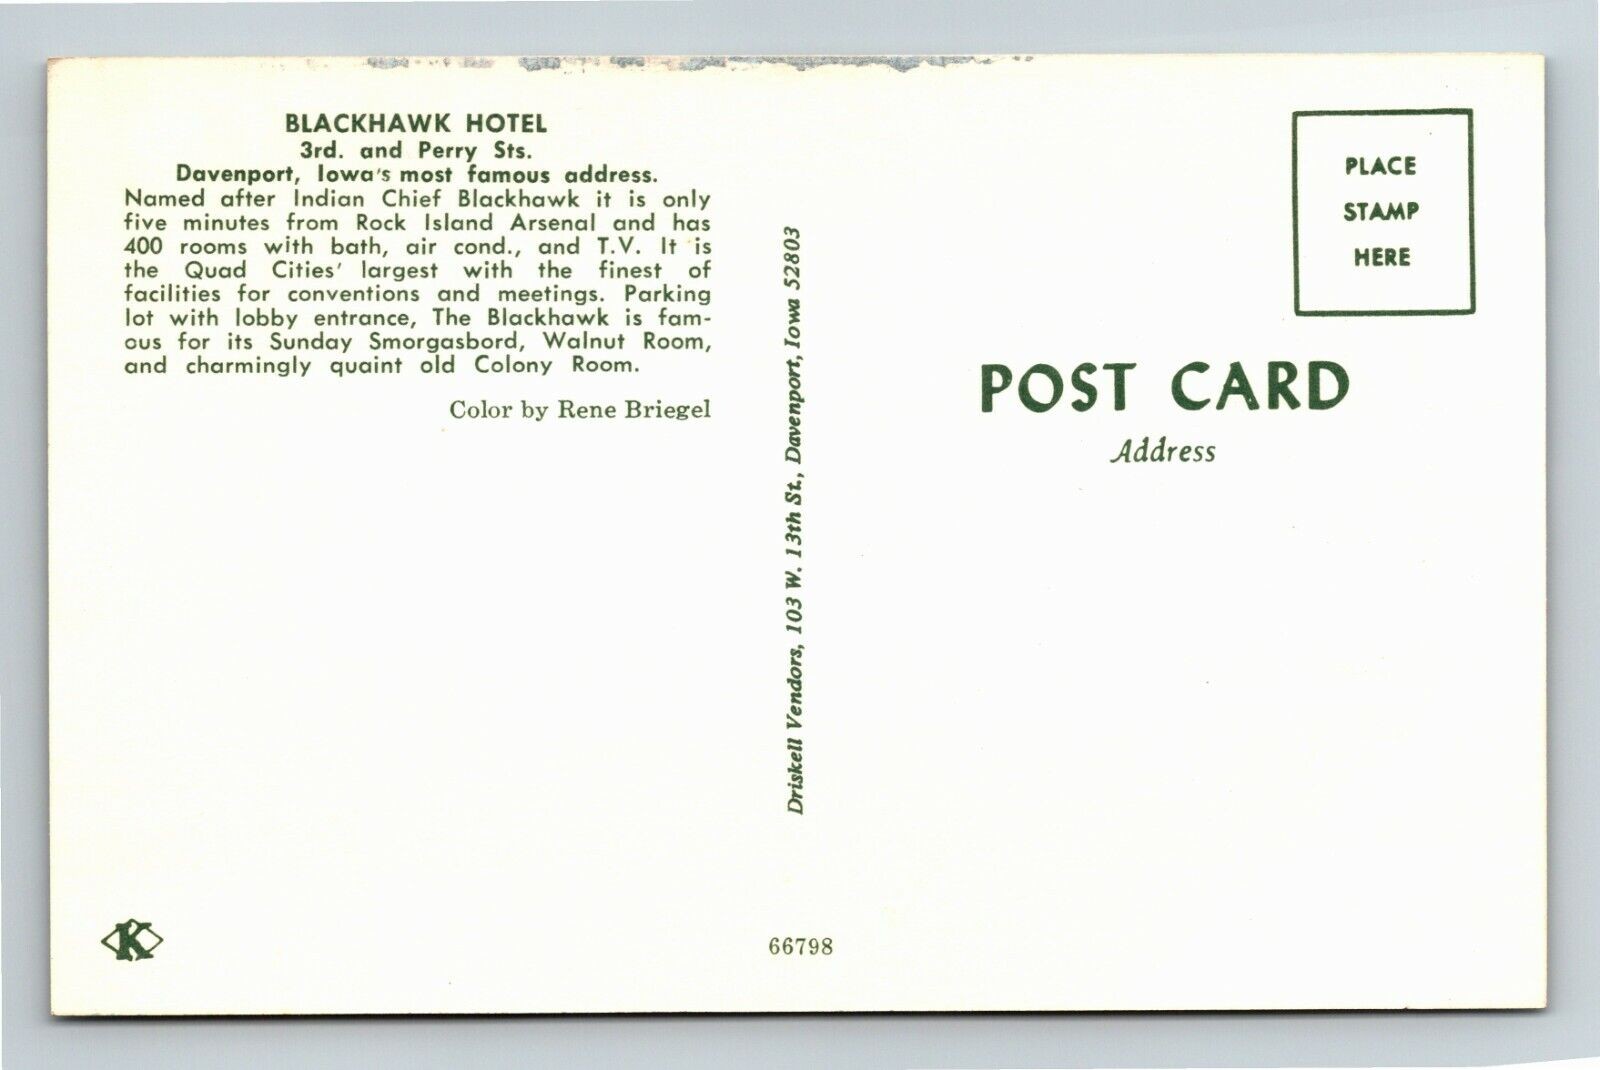 BLACKHAWK HOTEL
3rd. and Perry Sts.
Davenport, Iowa's most famous address.
Named after Indian Chief Blackhawk it is only
five minutes from Rock Island Arsenal and has
400 rooms with bath, air cond., and T.V. It is
the Quad Cities' largest with the finest of
facilities for conventions and meetings. Parking
lot with lobby entrance, The Blackhawk is fam-
ous for its Sunday Smorgasbord, Walnut Room,
and charmingly quaint old Colony Room.
Color by Rene Briegel
K
Driskell Vendors, 103 W. 13th St., Davenport, Iowa 52803
66798
PLACE
STAMP
HERE
POST CARD
Address